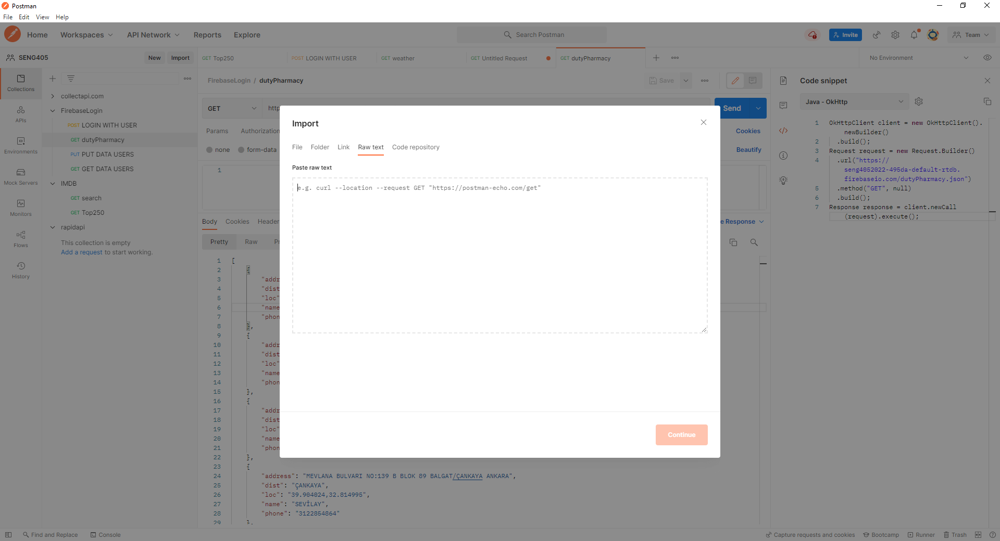 Postman
File Edit View Help
Home Workspaces API Network Reports Explore Search Postman Invite Team
SENG405 New Import
GET Top250 POST LOGIN WITH USER GET weather GET Untitled Request GET dutyPharmacy No Environment
Collections
APIs
Environments
Mock Servers
Monitors
Flows
History
collectapi.com
FirebaseLogin
POST LOGIN WITH USER
GET dutyPharmacy
PUT PUT DATA USERS
GET GET DATA USERS
IMDB
GET search
GET Top250
rapidapi
This collection is empty
Add a request to start working.
FirebaseLogin / dutyPharmacy Save
GET http Send
Params Authorization Cookies
none form-data Beautify
1
Body Cookies Header e Response
Pretty Raw Pr
1 [
2 {
3 "addr
4 "dist
5 "loc"
6 "name
7 "phon
8 },
9 {
10 "addr
11 "dist
12 "loc"
13 "name
14 "phon
15 },
16 {
17 "addr
18 "dist
19 "loc"
20 "name
21 "phon
22 },
23 {
24 "address": "MEVLANA BULVARI NO:139 B BLOK 89 BALGAT/ÇANKAYA ANKARA",
25 "dist": "ÇANKAYA",
26 "loc": "39.904024,32.814995",
27 "name": "SEVİLAY",
28 "phone": "3122854864"
29 },
Import
File Folder Link Raw text Code repository
Paste raw text
e.g. curl --location --request GET "https://postman-echo.com/get"
Continue
Code snippet
Java - OkHttp
1 OkHttpClient client = new OkHttpClient().
newBuilder()
2 .build();
3 Request request = new Request.Builder()
4 .url("https://
seng4052022-495da-default-rtdb.
firebaseio.com/dutyPharmacy.json")
5 .method("GET", null)
6 .build();
7 Response response = client.newCall
(request).execute();
Find and Replace Console Capture requests and cookies Bootcamp Runner Trash